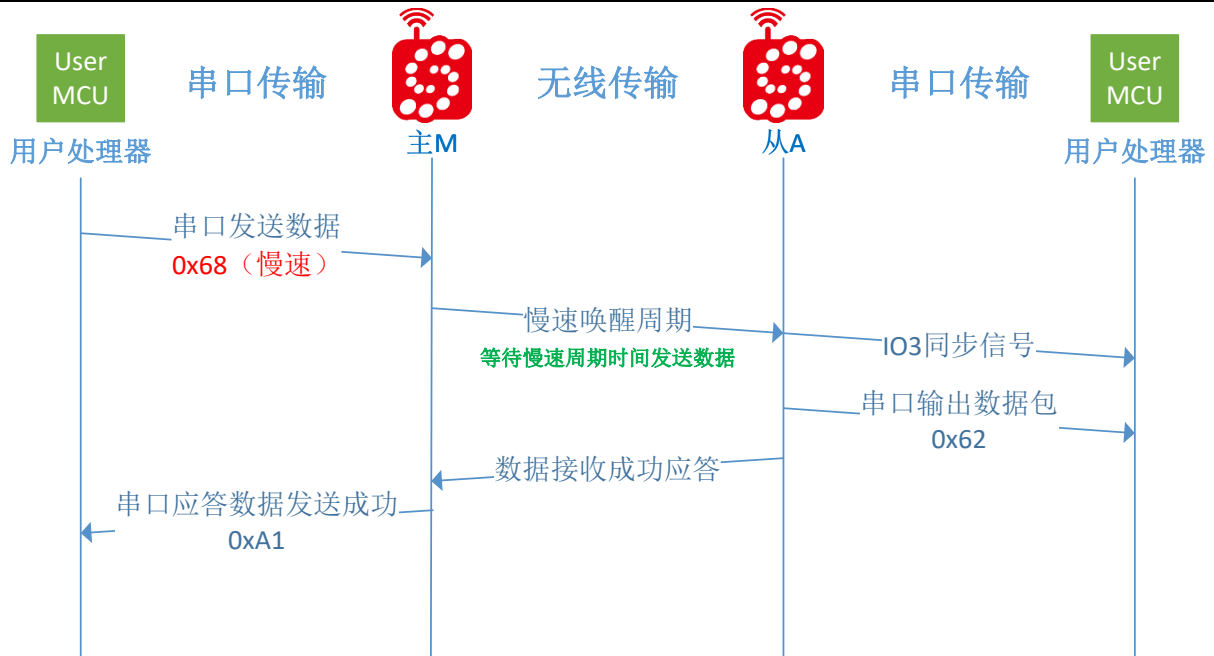 User
MCU
串口传输
无线传输
串口传输
User
MCU
用户处理器
主M
从A
用户处理器
串口发送数据
0x68（慢速）
慢速唤醒周期
等待慢速周期时间发送数据
IO3同步信号
串口输出数据包
0x62
数据接收成功应答
串口应答数据发送成功
0xA1